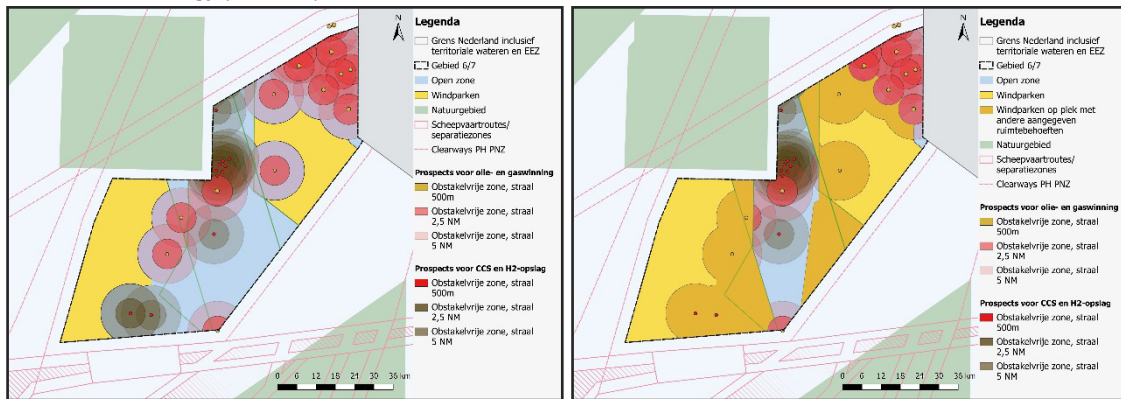 N
Legenda
Grens Nederland inclusief
territoriale wateren en EEZ
Gebied 6/7
Open zone
Windparken
Natuurgebied
Scheepvaartroutes/
separatiezones
Clearways PH PNZ
Prospects voor olie- en gaswinning
Obstakelvrije zone, straal
500m
Obstakelvrije zone, straal
2,5 NM
Obstakelvrije zone, straal
5 NM
Prospects voor CCS en H2-opslag
Obstakelvrije zone, straal
500m
Obstakelvrije zone, straal
2,5 NM
Obstakelvrije zone, straal
5 NM
0 6 12 18 24 30 36 km
N
Legenda
Grens Nederland inclusief
territoriale wateren en EEZ
Gebied 6/7
Open zone
Windparken
Windparken op plek met
andere aangegeven
ruimtebehoeften
Natuurgebied
Scheepvaartroutes/
separatiezones
Clearways PH PNZ
Prospects voor olie- en gaswinning
Obstakelvrije zone, straal
500m
Obstakelvrije zone, straal
2,5 NM
Obstakelvrije zone, straal
5 NM
Prospects voor CCS en H2-opslag
Obstakelvrije zone, straal
500m
Obstakelvrije zone, straal
2,5 NM
Obstakelvrije zone, straal
5 NM
0 6 12 18 24 30 36 km